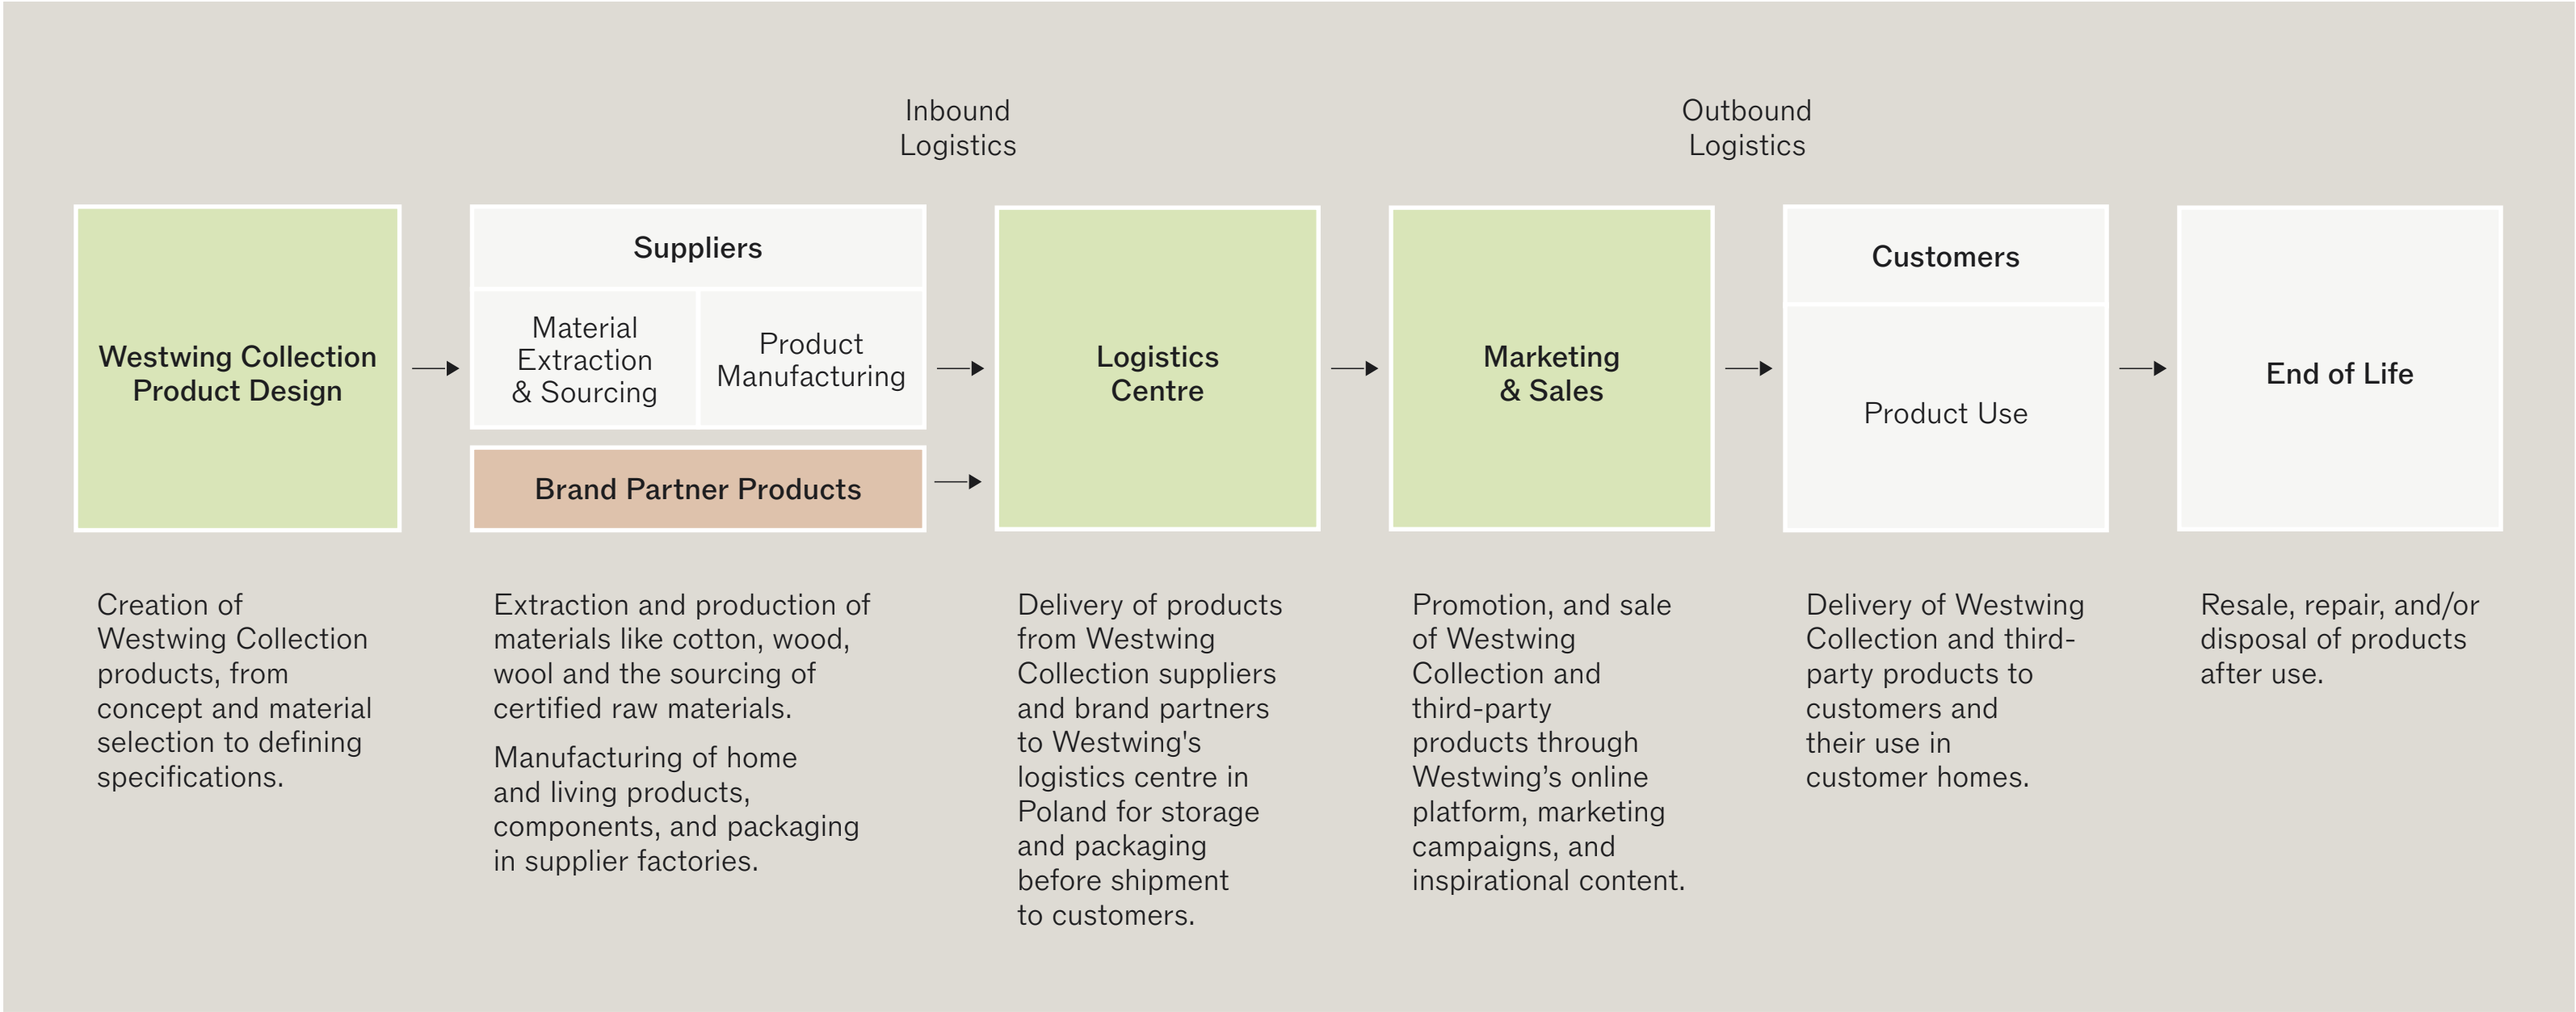 Inbound
Logistics
Outbound
Logistics
Westwing Collection
Product Design
Suppliers
Material
Extraction
& Sourcing
Product
Manufacturing
Brand Partner Products
Logistics
Centre
Marketing
& Sales
Customers
Product Use
End of Life
Creation of
Westwing Collection
products, from
concept and material
selection to defining
specifications.
Extraction and production of
materials like cotton, wood,
wool and the sourcing of
certified raw materials.
Manufacturing of home
and living products,
components, and packaging
in supplier factories.
Delivery of products
from Westwing
Collection suppliers
and brand partners
to Westwing's
logistics centre in
Poland for storage
and packaging
before shipment
to customers.
Promotion, and sale
of Westwing
Collection and
third-party
products through
Westwing’s online
platform, marketing
campaigns, and
inspirational content.
Delivery of Westwing
Collection and third-
party products to
customers and
their use in
customer homes.
Resale, repair, and/or
disposal of products
after use.